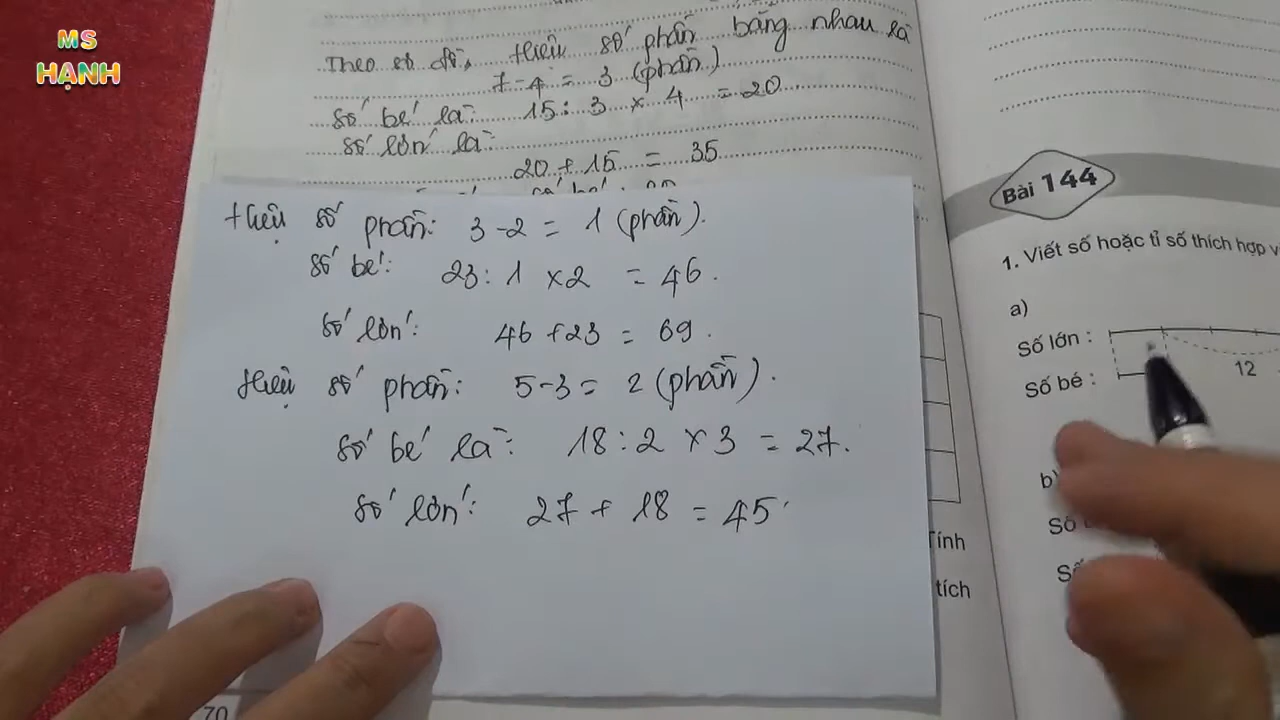 MS
HẠNH
Theo sơ đồ, hiệu số phần bằng nhau là
7 - 4 = 3 (phần)
Số bé là: 15 : 3 x 4 = 20
Số lớn là:
20 + 15 = 35
Hiệu số phần: 3 - 2 = 1 (phần).
Số bé: 23 : 1 x 2 = 46.
Số lớn: 46 + 23 = 69.
Hiệu số phần: 5 - 3 = 2 (phần).
Số bé là: 18 : 2 x 3 = 27.
Số lớn: 27 + 18 = 45
70
Bài 144
1. Viết số hoặc tỉ số thích hợp v
a)
Số lớn :
Số bé :
12
b)
Số
Tính
tích